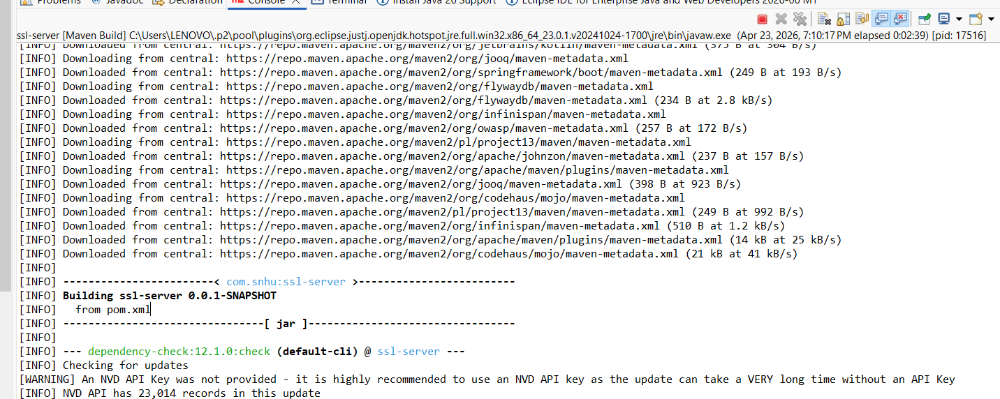 Problems Javadoc Declaration Console Terminal Install Java 26 Support Eclipse IDE for Enterprise Java and Web Developers 2026-06 M1
ssl-server [Maven Build] C:\Users\LENOVO\.p2\pool\plugins\org.eclipse.justj.openjdk.hotspot.jre.full.win32.x86_64_23.0.1.v20241024-1700\jre\bin\javaw.exe (Apr 23, 2026, 7:10:17 PM elapsed 0:02:39) [pid: 17516]
[INFO] Downloaded from central: https://repo.maven.apache.org/maven2/org/jetbrains/kotlin/maven-metadata.xml (375 B at 304 B/s)
[INFO] Downloading from central: https://repo.maven.apache.org/maven2/org/jooq/maven-metadata.xml
[INFO] Downloaded from central: https://repo.maven.apache.org/maven2/org/springframework/boot/maven-metadata.xml (249 B at 193 B/s)
[INFO] Downloading from central: https://repo.maven.apache.org/maven2/org/flywaydb/maven-metadata.xml
[INFO] Downloaded from central: https://repo.maven.apache.org/maven2/org/flywaydb/maven-metadata.xml (234 B at 2.8 kB/s)
[INFO] Downloading from central: https://repo.maven.apache.org/maven2/org/infinispan/maven-metadata.xml
[INFO] Downloaded from central: https://repo.maven.apache.org/maven2/org/owasp/maven-metadata.xml (257 B at 172 B/s)
[INFO] Downloading from central: https://repo.maven.apache.org/maven2/pl/project13/maven/maven-metadata.xml
[INFO] Downloaded from central: https://repo.maven.apache.org/maven2/org/apache/johnzon/maven-metadata.xml (237 B at 157 B/s)
[INFO] Downloading from central: https://repo.maven.apache.org/maven2/org/apache/maven/plugins/maven-metadata.xml
[INFO] Downloaded from central: https://repo.maven.apache.org/maven2/org/jooq/maven-metadata.xml (398 B at 923 B/s)
[INFO] Downloading from central: https://repo.maven.apache.org/maven2/org/codehaus/mojo/maven-metadata.xml
[INFO] Downloaded from central: https://repo.maven.apache.org/maven2/pl/project13/maven/maven-metadata.xml (249 B at 992 B/s)
[INFO] Downloaded from central: https://repo.maven.apache.org/maven2/org/infinispan/maven-metadata.xml (510 B at 1.2 kB/s)
[INFO] Downloaded from central: https://repo.maven.apache.org/maven2/org/apache/maven/plugins/maven-metadata.xml (14 kB at 25 kB/s)
[INFO] Downloaded from central: https://repo.maven.apache.org/maven2/org/codehaus/mojo/maven-metadata.xml (21 kB at 41 kB/s)
[INFO]
[INFO] ------------------------< com.snhu:ssl-server >-------------------------
[INFO] Building ssl-server 0.0.1-SNAPSHOT
[INFO]   from pom.xml
[INFO] --------------------------------[ jar ]---------------------------------
[INFO]
[INFO] --- dependency-check:12.1.0:check (default-cli) @ ssl-server ---
[INFO] Checking for updates
[WARNING] An NVD API Key was not provided - it is highly recommended to use an NVD API key as the update can take a VERY long time without an API Key
[INFO] NVD API has 23,014 records in this update